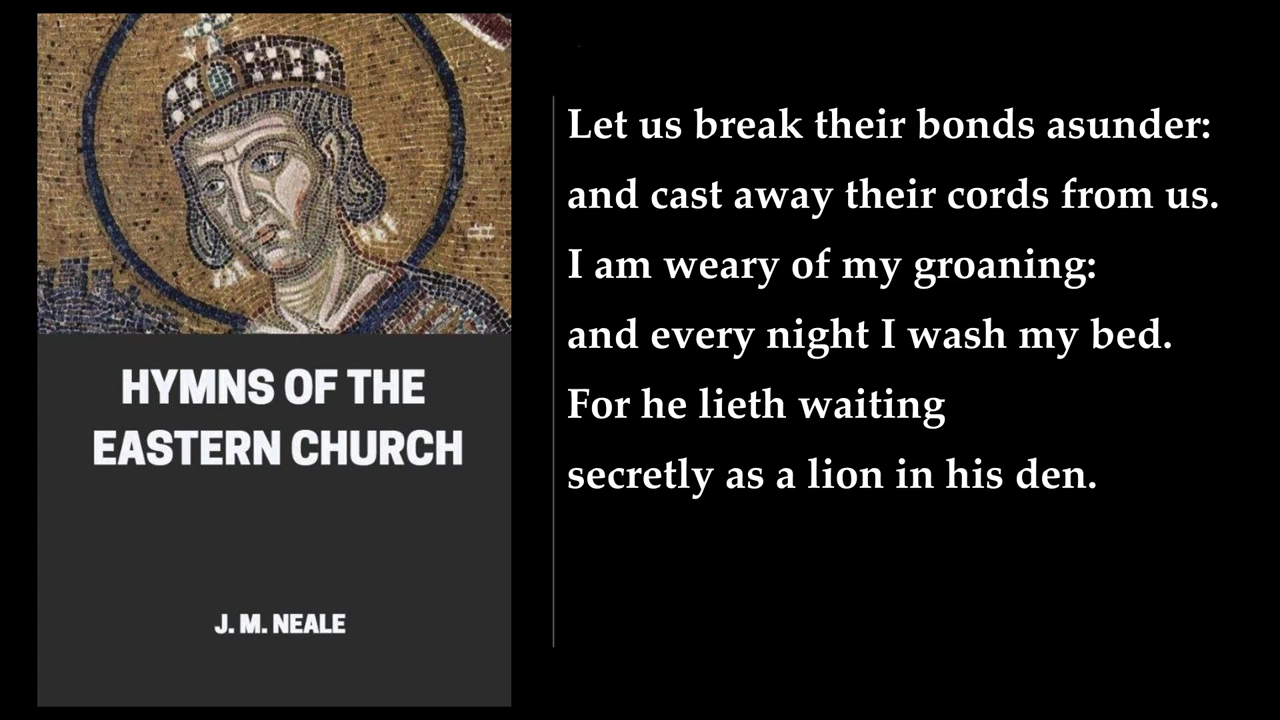 HYMNS OF THE
EASTERN CHURCH
J. M. NEALE
Let us break their bonds asunder:
and cast away their cords from us.
I am weary of my groaning:
and every night I wash my bed.
For he lieth waiting
secretly as a lion in his den.